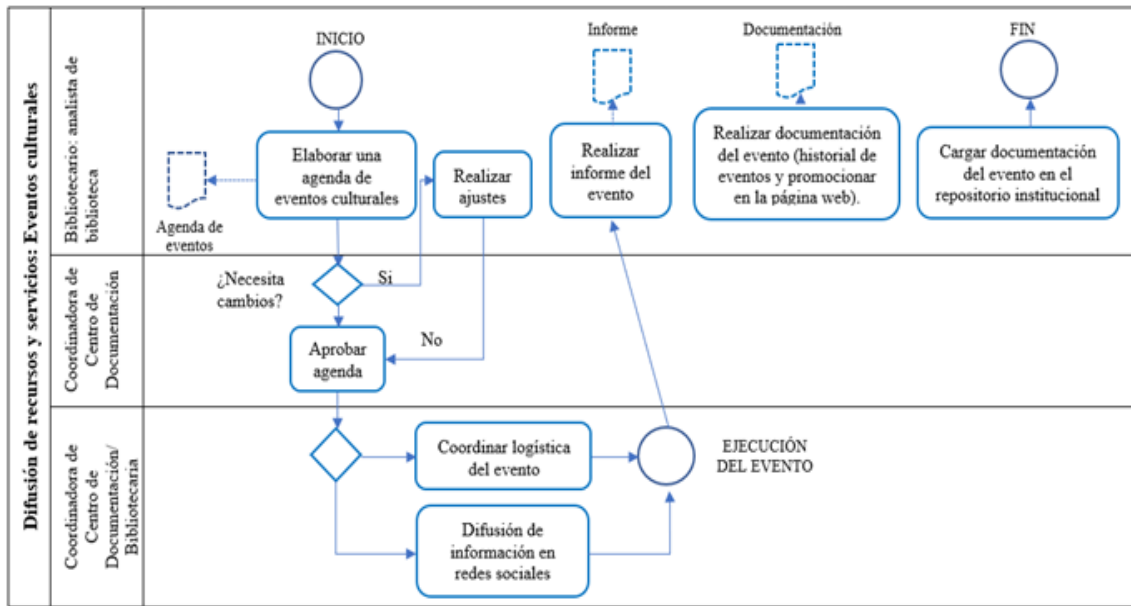 Difusión de recursos y servicios: Eventos culturales
Bibliotecario: analista de
biblioteca
INICIO
Informe
Documentación
FIN
Elaborar una
agenda de
eventos culturales
Realizar
ajustes
Realizar
informe del
evento
Realizar documentación
del evento (historial de
eventos y promocionar
en la página web).
Cargar documentación
del evento en el
repositorio institucional
Agenda de
eventos
Coordinadora de
Centro de
Documentación
¿Necesita
cambios?
Si
Aprobar
agenda
No
Coordinadora de
Centro de
Documentación/
Bibliotecaria
Coordinar logística
del evento
EJECUCIÓN
DEL EVENTO
Difusión de
información en
redes sociales